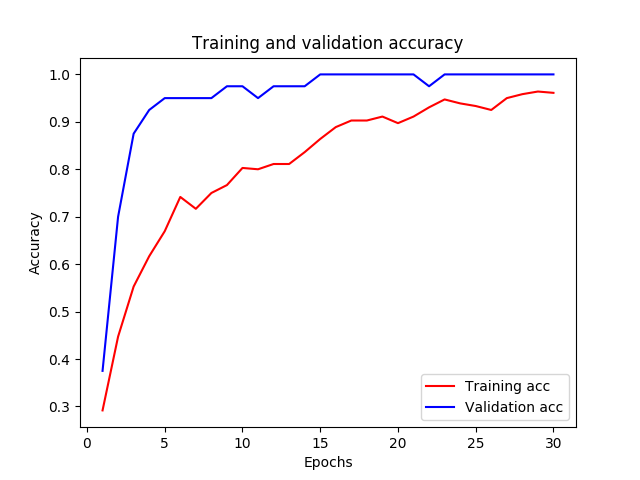 Training and validation accuracy
1.0
0.9
0.8
0.7
0.6
0.5
0.4
0.3
Accuracy
Training acc
Validation acc
0 5 10 15 20 25 30
Epochs